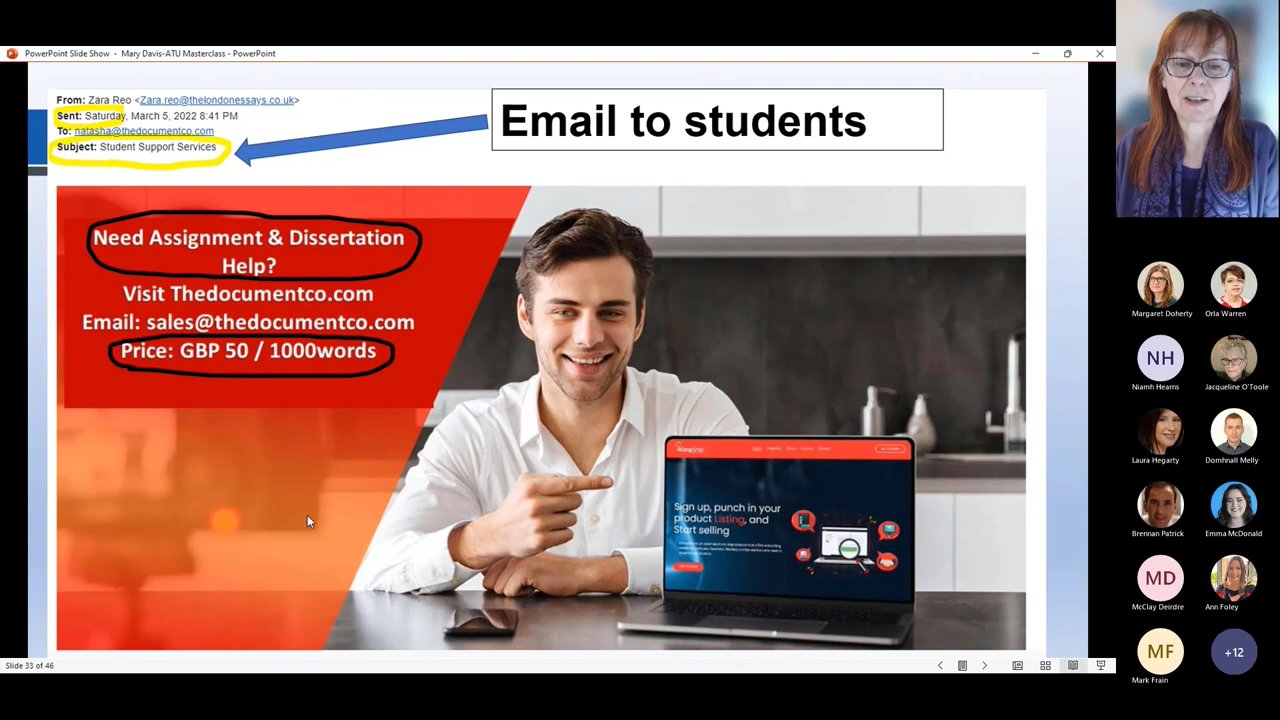 PowerPoint Slide Show - Mary Davis-ATU Masterclass - PowerPoint
From: Zara Reo <Zara.reo@thelondonessays.co.uk>
Sent: Saturday, March 5, 2022 8:41 PM
To: natasha@thedocumentco.com
Subject: Student Support Services
Email to students
Need Assignment & Dissertation
Help?
Visit Thedocumentco.com
Email: sales@thedocumentco.com
Price: GBP 50 / 1000words
Sign up, punch in your
product Listing, and
Start selling
Slide 33 of 46
Margaret Doherty
Orla Warren
NH
Niamh Hearns
Jacqueline O'Toole
Laura Hegarty
Domhnall Melly
Brennan Patrick
Emma McDonald
MD
McClay Deirdre
Ann Foley
MF
+12
Mark Frain